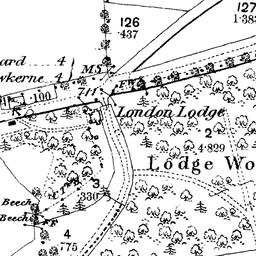 126
·437
127
1·38
ard 4
wkerne 4
M.S.
F.P.
·100
711
London Lodge
2
4·829
Lodge Wo
3
·330
Beech
Beech
4
·775